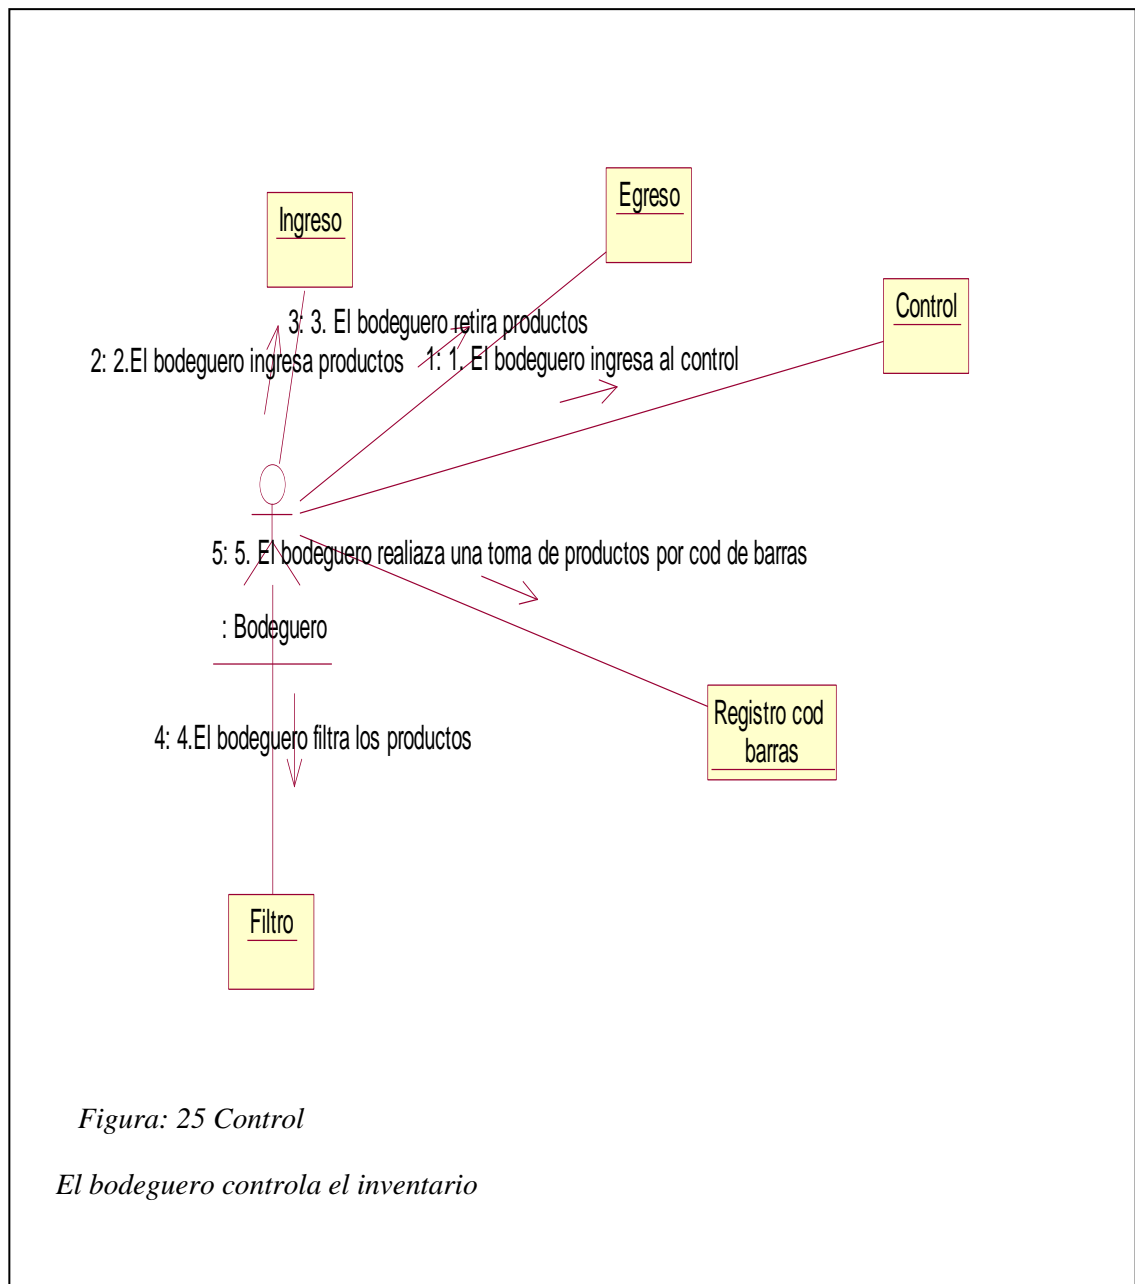 Ingreso
Egreso
Control
3: 3. El bodeguero retira productos
2: 2.El bodeguero ingresa productos
1: 1. El bodeguero ingresa al control
5: 5. El bodeguero realiaza una toma de productos por cod de barras
: Bodeguero
Registro cod
barras
4: 4.El bodeguero filtra los productos
Filtro
Figura: 25 Control
El bodeguero controla el inventario